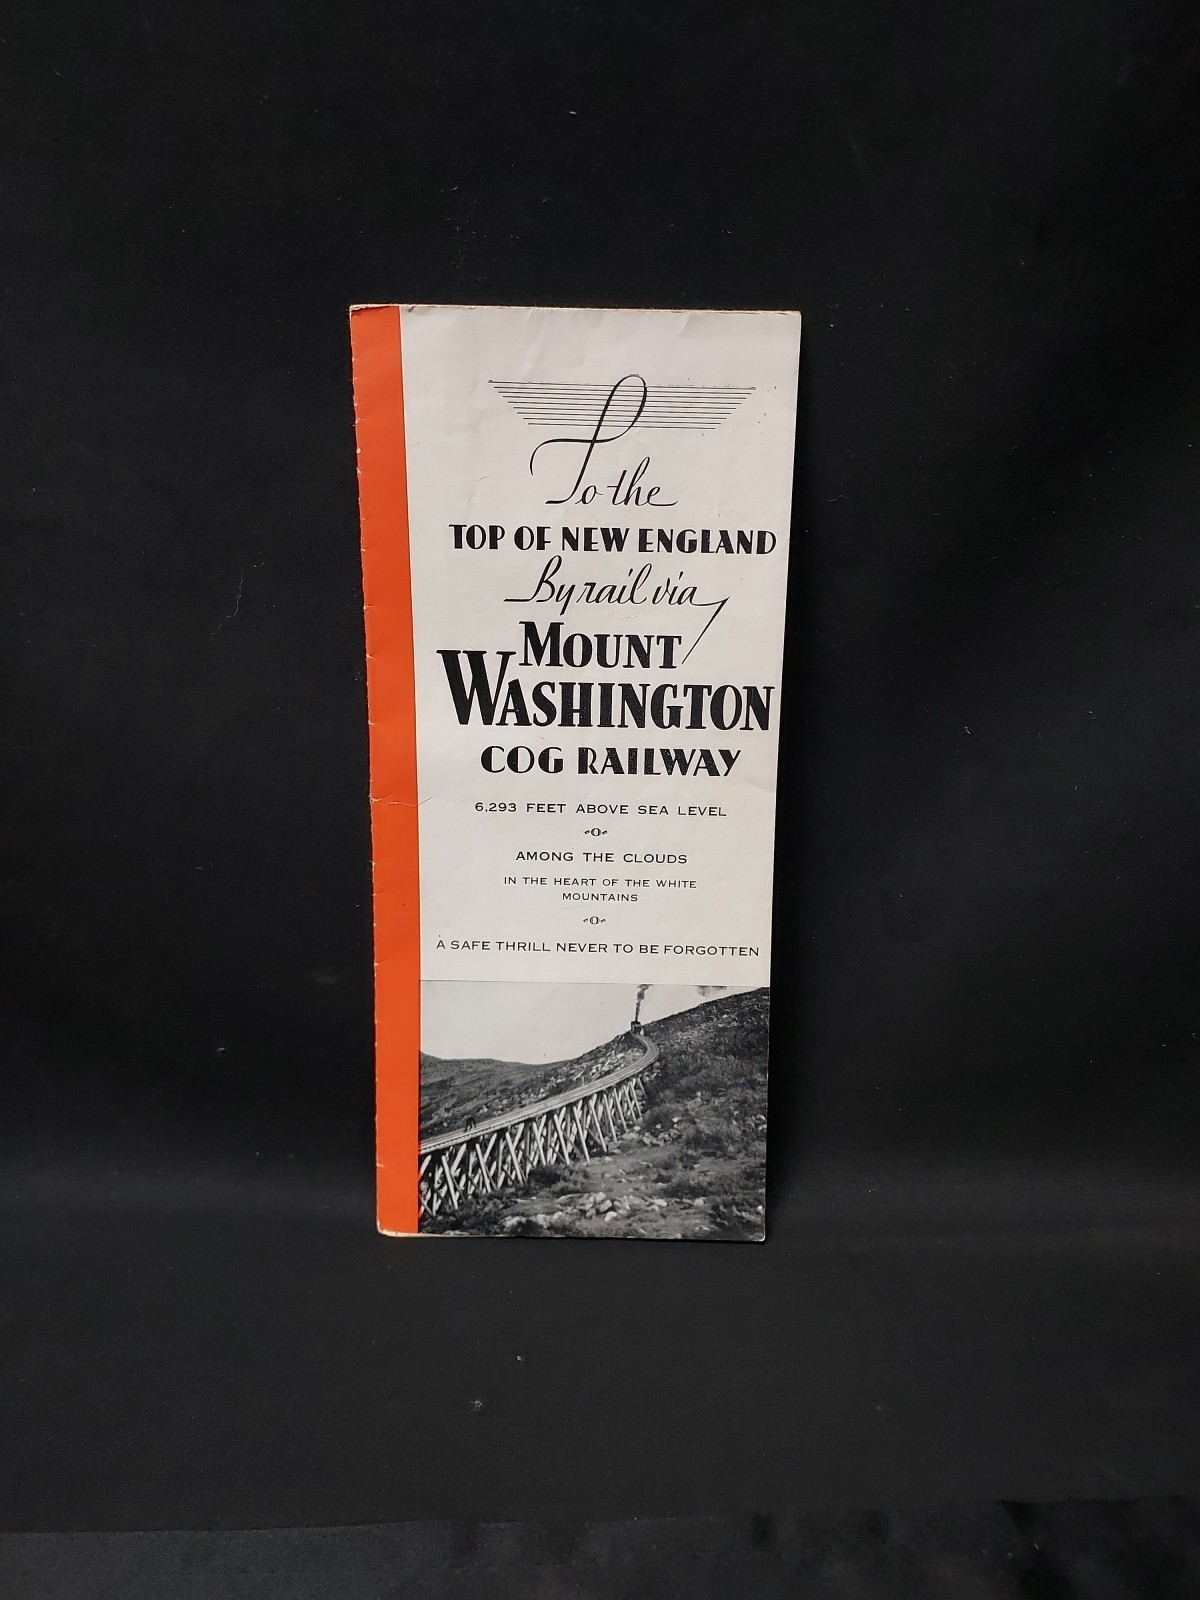 To the
TOP OF NEW ENGLAND
By rail via
MOUNT
WASHINGTON
COG RAILWAY
6,293 FEET ABOVE SEA LEVEL
AMONG THE CLOUDS
IN THE HEART OF THE WHITE
MOUNTAINS
A SAFE THRILL NEVER TO BE FORGOTTEN